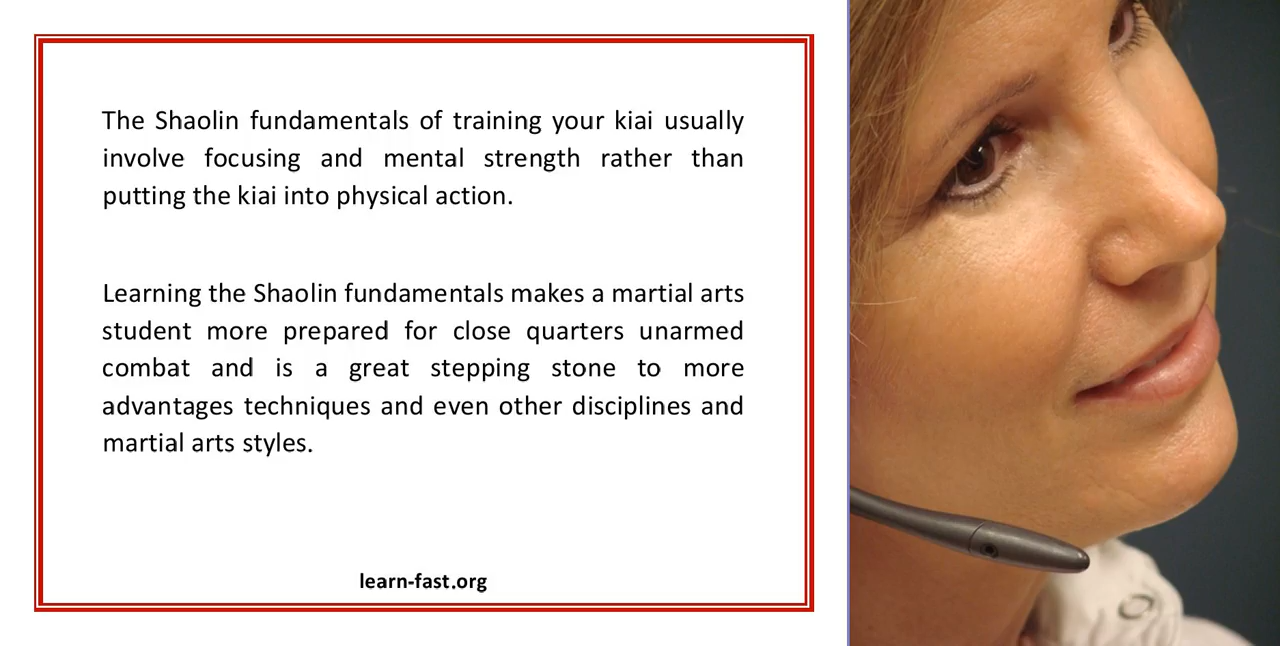 The Shaolin fundamentals of training your kiai usually
involve focusing and mental strength rather than
putting the kiai into physical action.
Learning the Shaolin fundamentals makes a martial arts
student more prepared for close quarters unarmed
combat and is a great stepping stone to more
advantages techniques and even other disciplines and
martial arts styles.
learn-fast.org